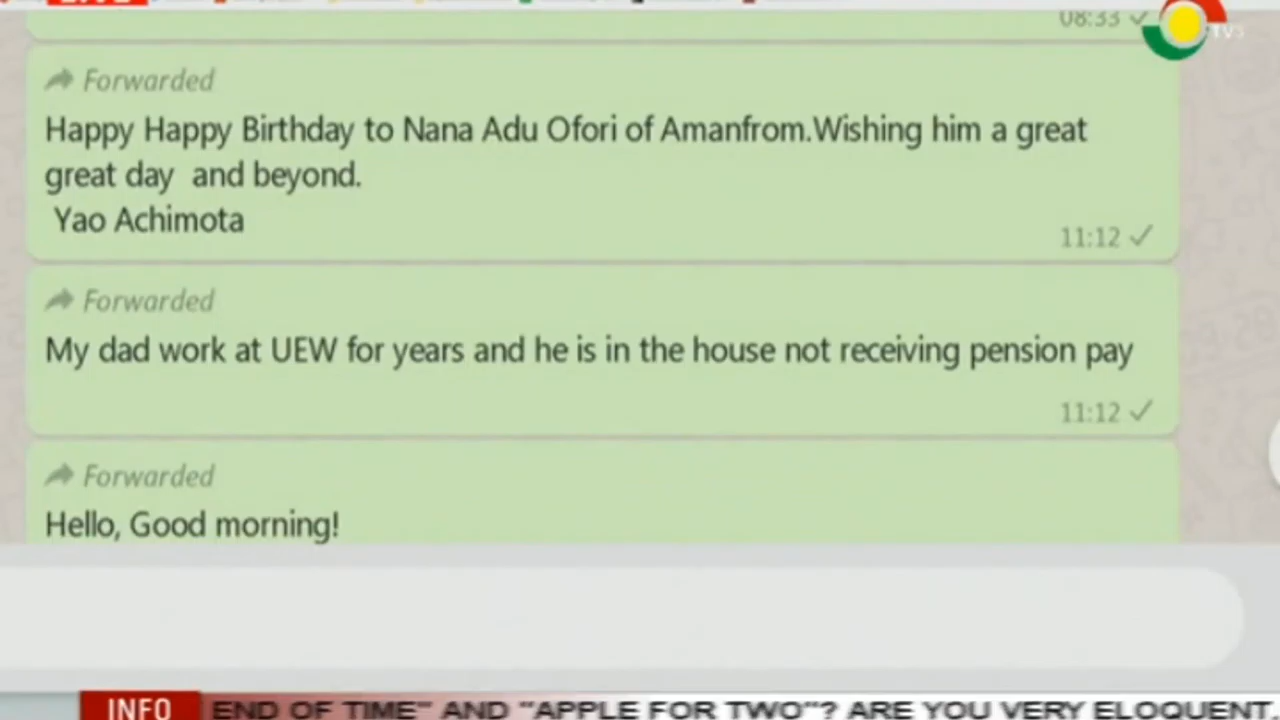 08:33
TV3
Forwarded
Happy Happy Birthday to Nana Adu Ofori of Amanfrom.Wishing him a great
great day and beyond.
Yao Achimota
11:12
Forwarded
My dad work at UEW for years and he is in the house not receiving pension pay
11:12
Forwarded
Hello, Good morning!
INFO
END OF TIME" AND "APPLE FOR TWO"? ARE YOU VERY ELOQUENT,